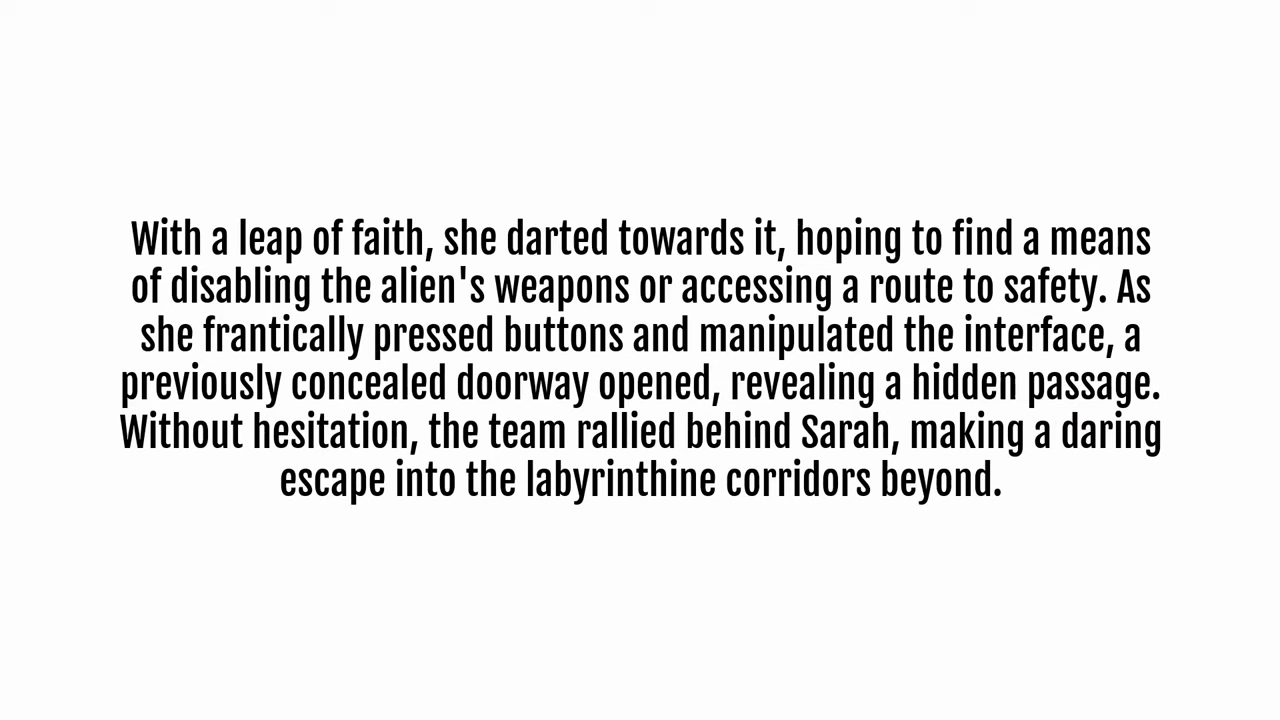 With a leap of faith, she darted towards it, hoping to find a means
of disabling the alien's weapons or accessing a route to safety. As
she frantically pressed buttons and manipulated the interface, a
previously concealed doorway opened, revealing a hidden passage.
Without hesitation, the team rallied behind Sarah, making a daring
escape into the labyrinthine corridors beyond.